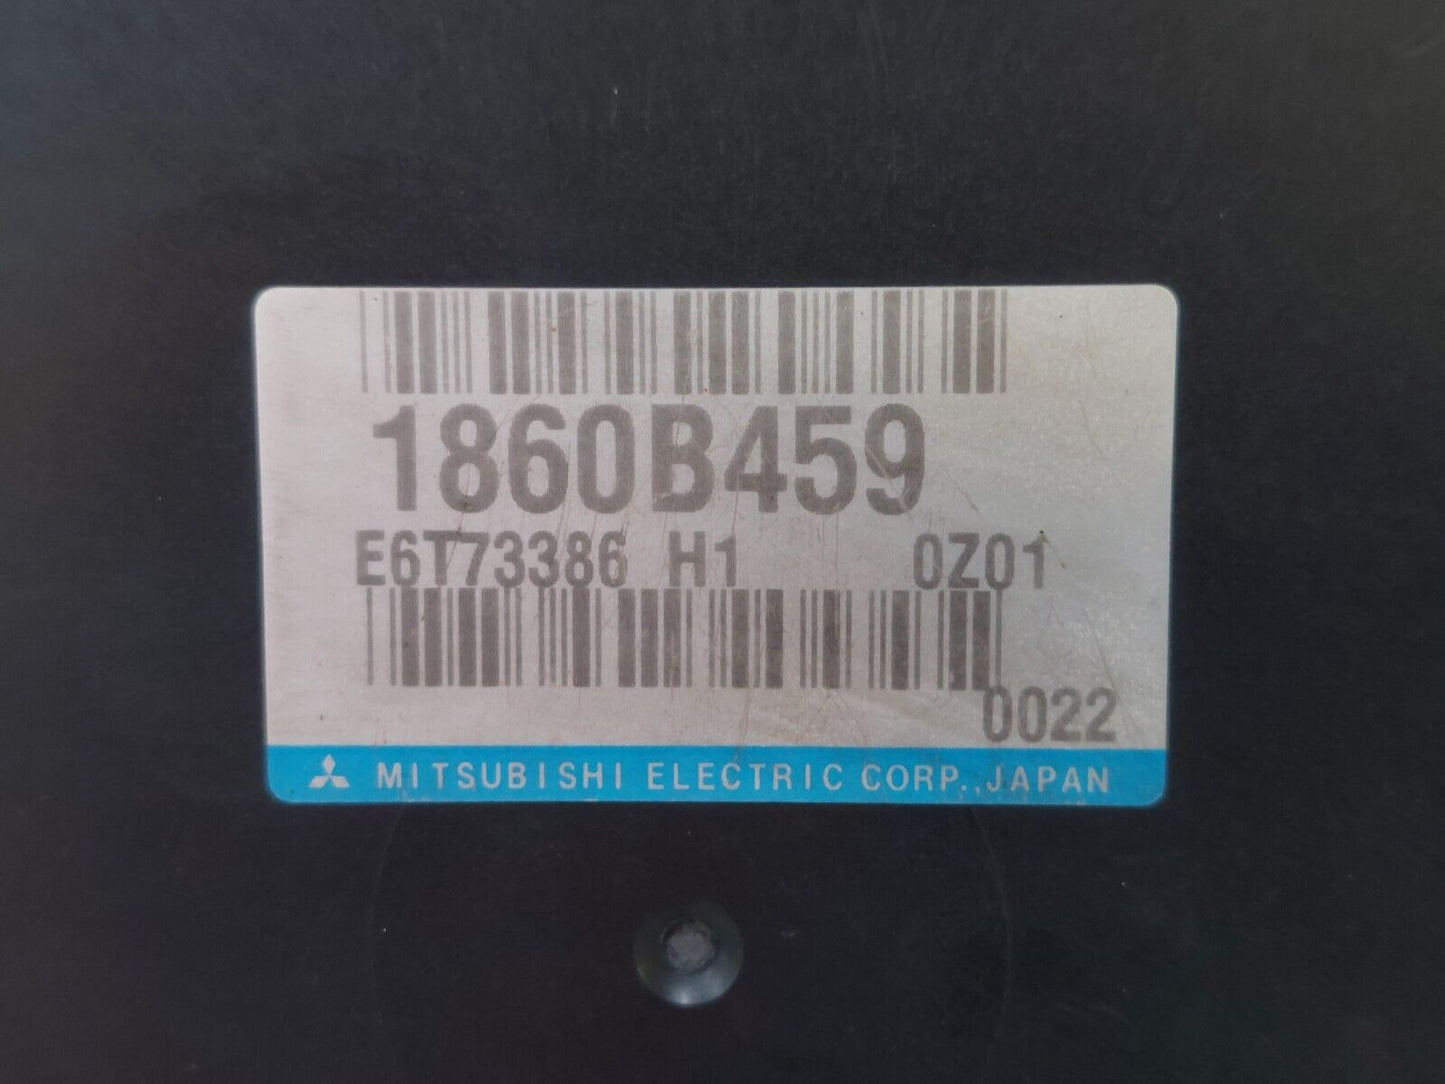 1860B459
E6T73386 H1 0Z01
0022
MITSUBISHI ELECTRIC CORP.,JAPAN